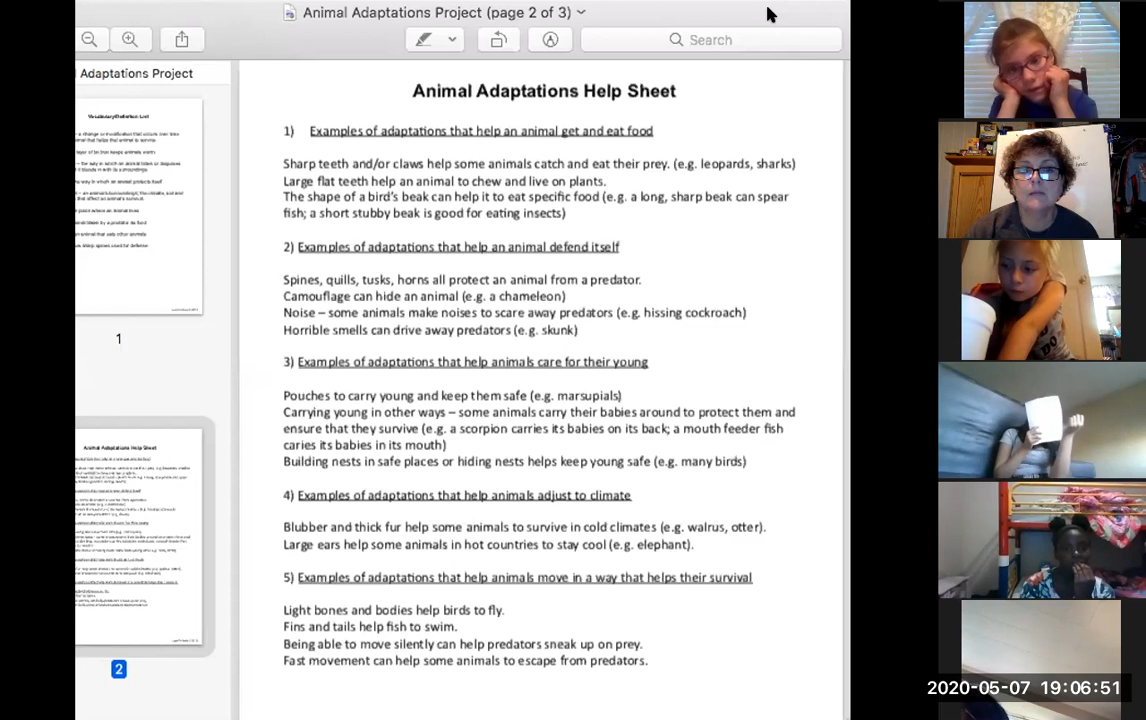 Animal Adaptations Project (page 2 of 3)
Search
Adaptations Project
Vocabulary/Definition List
1
Animal Adaptations Help Sheet
2
Animal Adaptations Help Sheet
1) Examples of adaptations that help an animal get and eat food
Sharp teeth and/or claws help some animals catch and eat their prey. (e.g. leopards, sharks)
Large flat teeth help an animal to chew and live on plants.
The shape of a bird's beak can help it to eat specific food (e.g. a long, sharp beak can spear
fish; a short stubby beak is good for eating insects)
2) Examples of adaptations that help an animal defend itself
Spines, quills, tusks, horns all protect an animal from a predator.
Camouflage can hide an animal (e.g. a chameleon)
Noise – some animals make noises to scare away predators (e.g. hissing cockroach)
Horrible smells can drive away predators (e.g. skunk)
3) Examples of adaptations that help animals care for their young
Pouches to carry young and keep them safe (e.g. marsupials)
Carrying young in other ways – some animals carry their babies around to protect them and
ensure that they survive (e.g. a scorpion carries its babies on its back; a mouth feeder fish
caries its babies in its mouth)
Building nests in safe places or hiding nests helps keep young safe (e.g. many birds)
4) Examples of adaptations that help animals adjust to climate
Blubber and thick fur help some animals to survive in cold climates (e.g. walrus, otter).
Large ears help some animals in hot countries to stay cool (e.g. elephant).
5) Examples of adaptations that help animals move in a way that helps their survival
Light bones and bodies help birds to fly.
Fins and tails help fish to swim.
Being able to move silently can help predators sneak up on prey.
Fast movement can help some animals to escape from predators.
2020-05-07 19:06:51